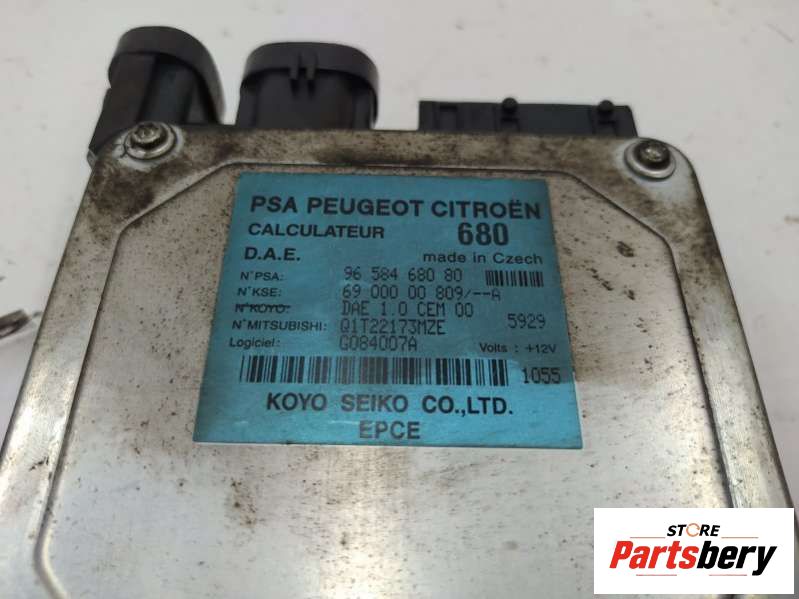 PSA PEUGEOT CITROËN
CALCULATEUR 680
D.A.E. made in Czech
N°PSA: 96 584 680 80
N°KSE: 69 000 00 809/--A
N°KOYO: DAE 1.0 CEM 00
N°MITSUBISHI: Q1T22173MZE 5929
Logiciel: G084007A Volts : +12V
1055
KOYO SEIKO CO.,LTD.
EPCE
STORE
Partsbery